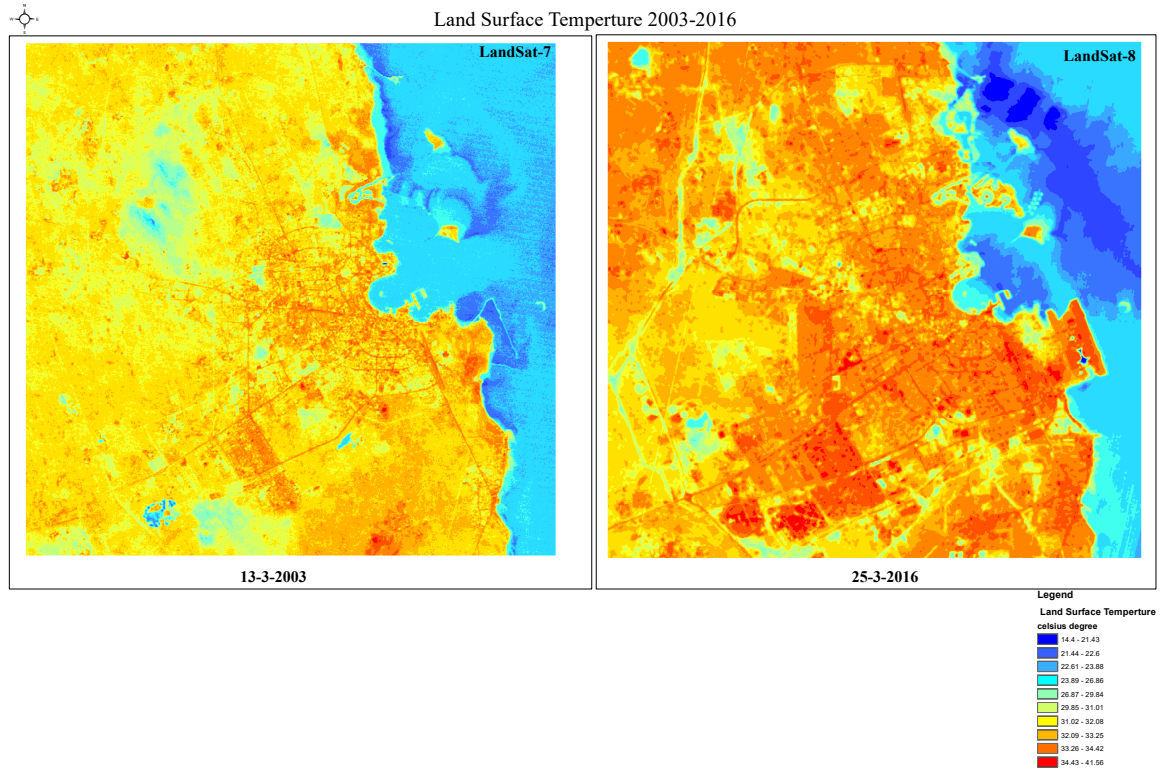 Land Surface Temperture 2003-2016
N
W E
S
LandSat-7
LandSat-8
13-3-2003
25-3-2016
Legend
Land Surface Temperture
celsius degree
14.4 - 21.43
21.44 - 22.6
22.61 - 23.88
23.89 - 26.86
26.87 - 29.84
29.85 - 31.01
31.02 - 32.08
32.09 - 33.25
33.26 - 34.42
34.43 - 41.56